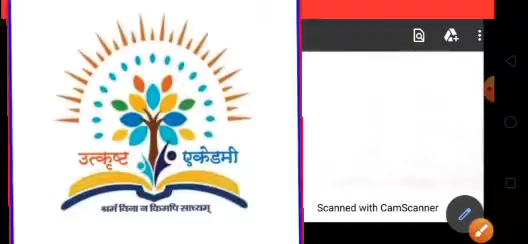 उत्कृष्ट एकेडमी
श्रमं विना न किमपि साध्यम्
Scanned with CamScanner